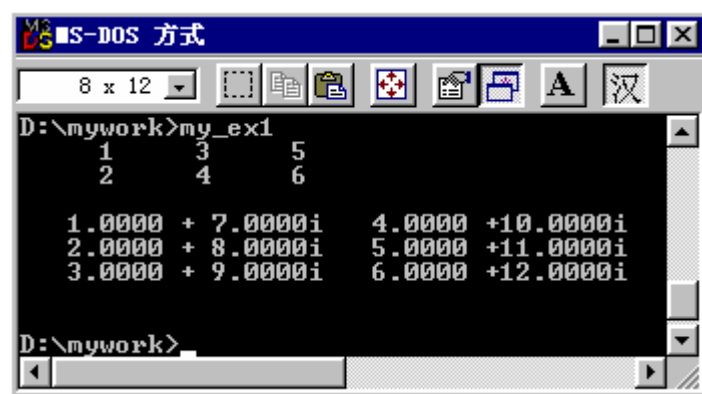 MS-DOS 方式
8 x 12 A 汉
D:\mywork>my_ex1
1 3 5
2 4 6
1.0000 + 7.0000i 4.0000 +10.0000i
2.0000 + 8.0000i 5.0000 +11.0000i
3.0000 + 9.0000i 6.0000 +12.0000i
D:\mywork>_